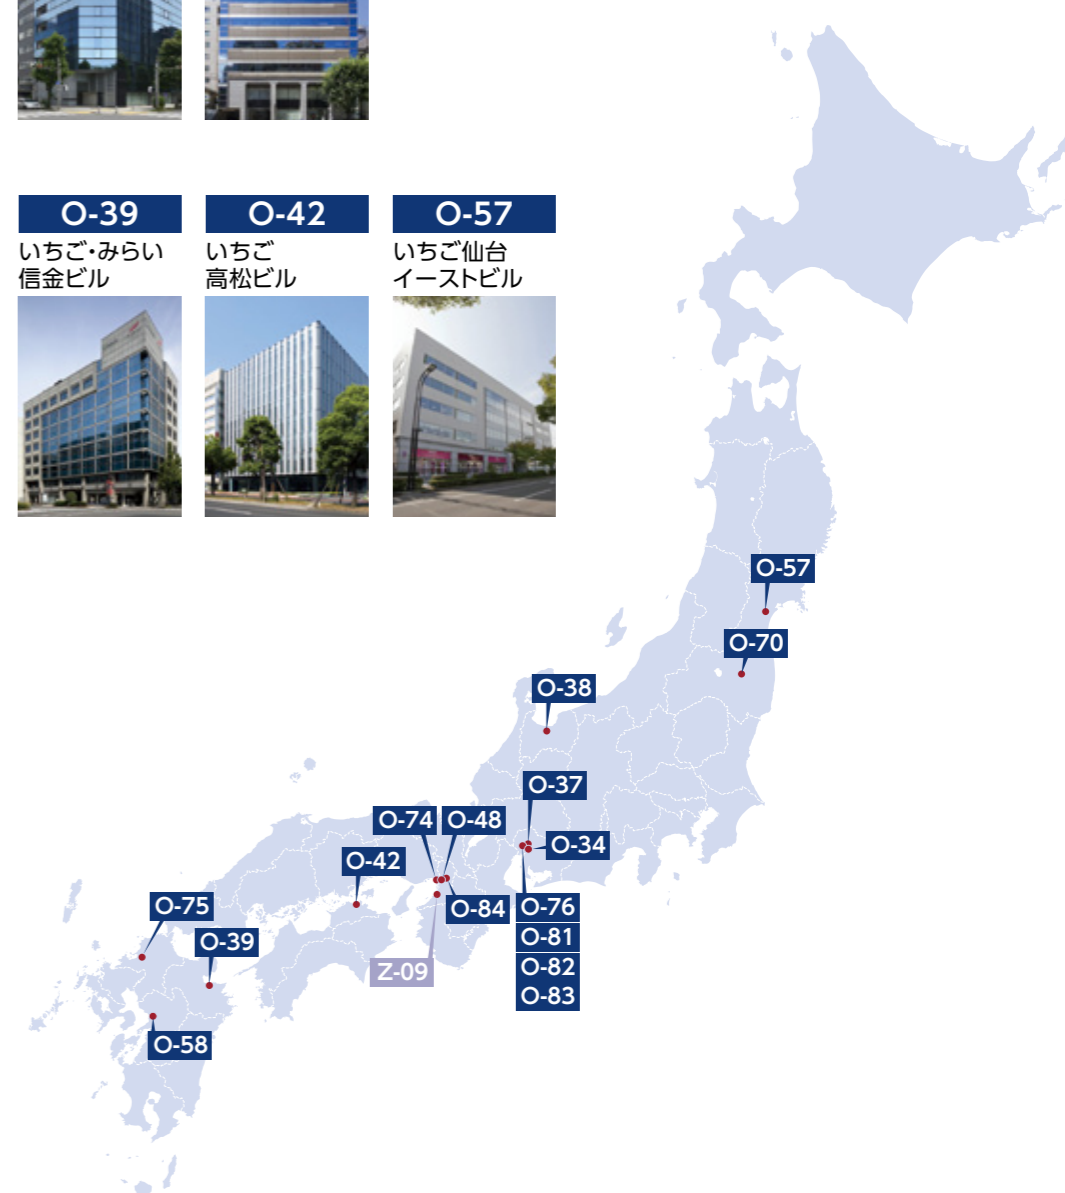 O-39
いちご・みらい
信金ビル
O-42
いちご
高松ビル
O-57
いちご仙台
イーストビル
O-57
O-70
O-38
O-37
O-74
O-48
O-34
O-42
O-84
O-76
O-75
O-81
O-39
O-82
Z-09
O-83
O-58